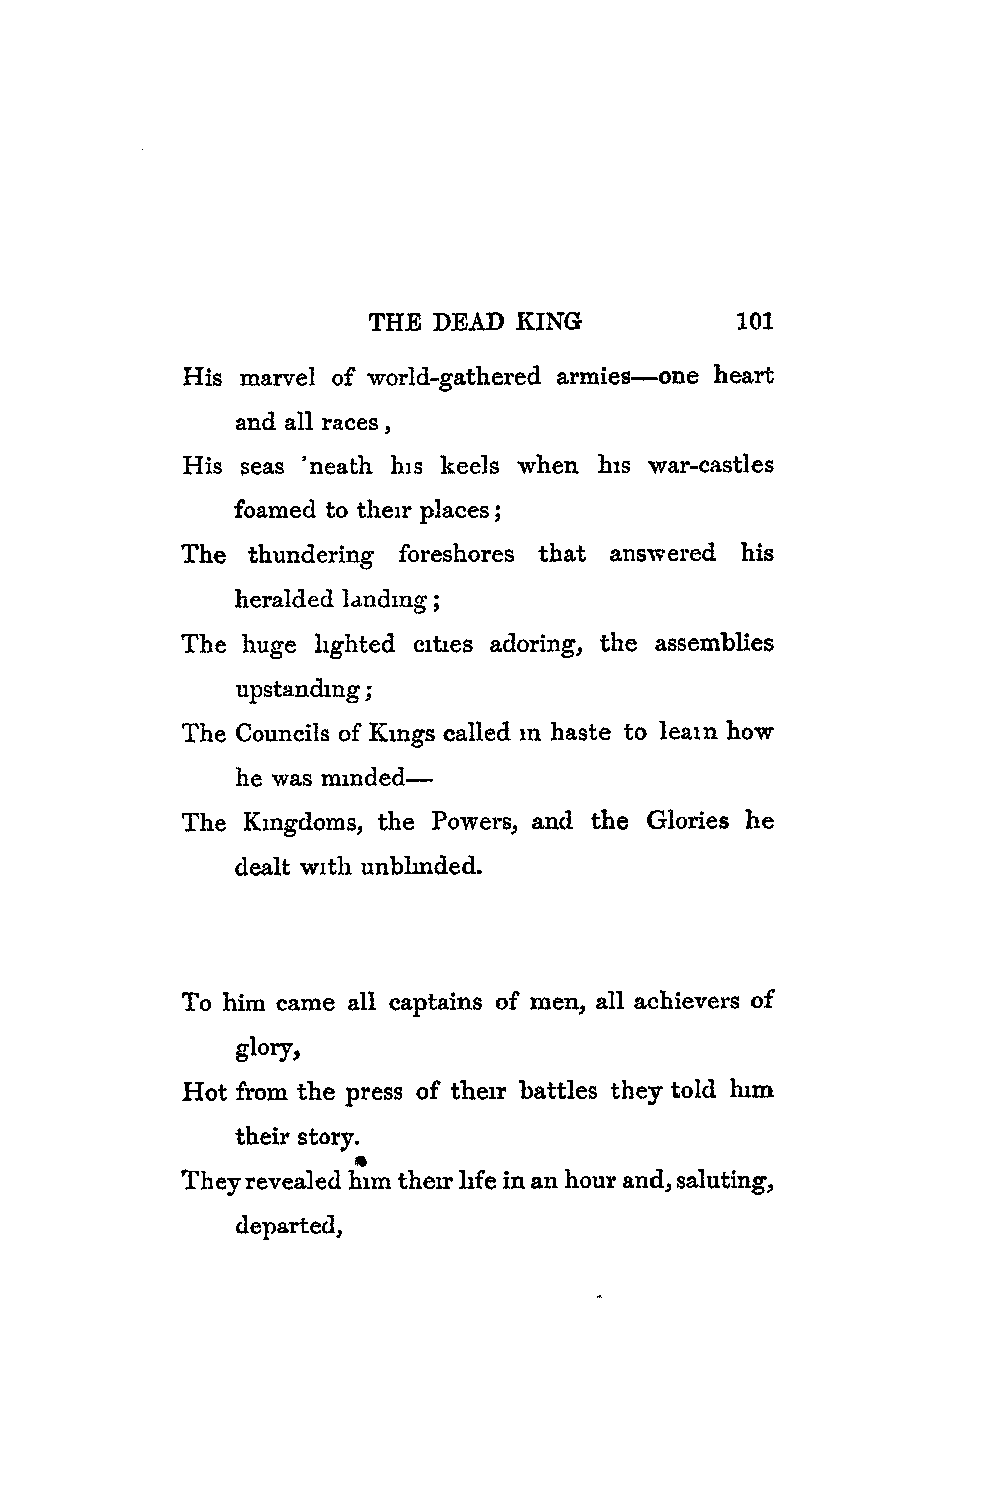 THE DEAD KING 101
His marvel of world-gathered armies—one heart
and all races,
His seas 'neath his keels when his war-castles
foamed to their places;
The thundering foreshores that answered his
heralded landing;
The huge lighted cities adoring, the assemblies
upstanding;
The Councils of Kings called in haste to learn how
he was minded—
The Kingdoms, the Powers, and the Glories he
dealt with unblinded.
To him came all captains of men, all achievers of
glory,
Hot from the press of their battles they told him
their story.
They revealed him their life in an hour and, saluting,
departed,